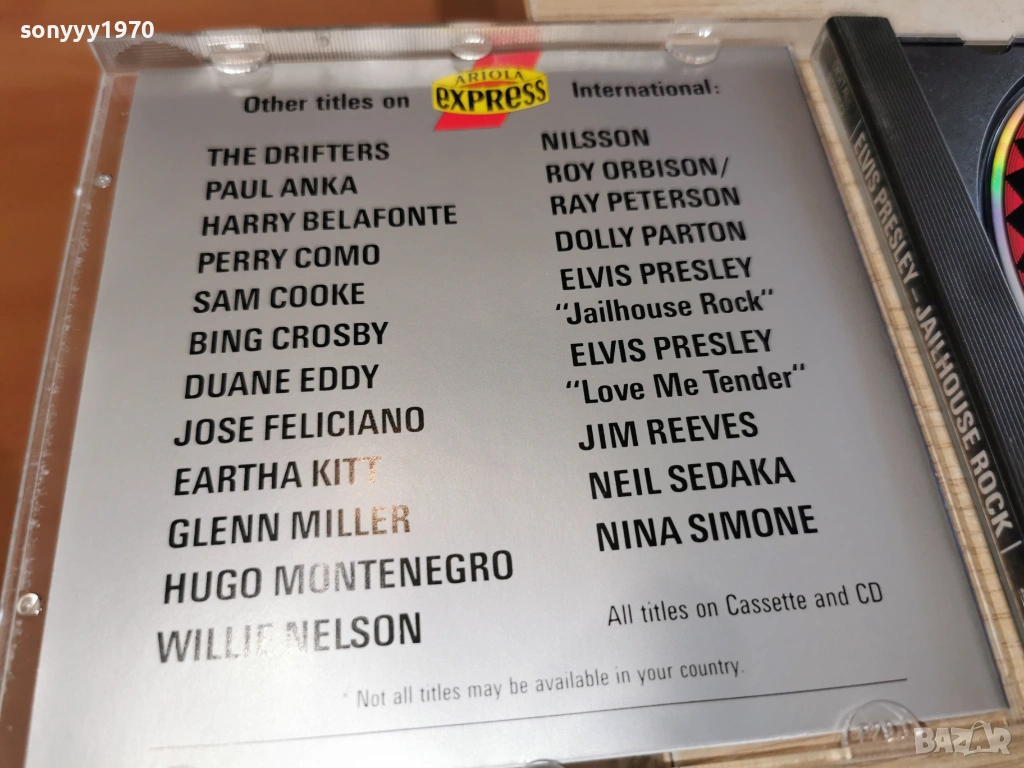 sonyyy1970
Other titles on ARIOLA EXPRESS International:
THE DRIFTERS
PAUL ANKA
HARRY BELAFONTE
PERRY COMO
SAM COOKE
BING CROSBY
DUANE EDDY
JOSE FELICIANO
EARTHA KITT
GLENN MILLER
HUGO MONTENEGRO
WILLIE NELSON
NILSSON
ROY ORBISON/
RAY PETERSON
DOLLY PARTON
ELVIS PRESLEY
"Jailhouse Rock"
ELVIS PRESLEY
"Love Me Tender"
JIM REEVES
NEIL SEDAKA
NINA SIMONE
All titles on Cassette and CD
* Not all titles may be available in your country.
ELVIS PRESLEY – JAILHOUSE ROCK
BAZAR